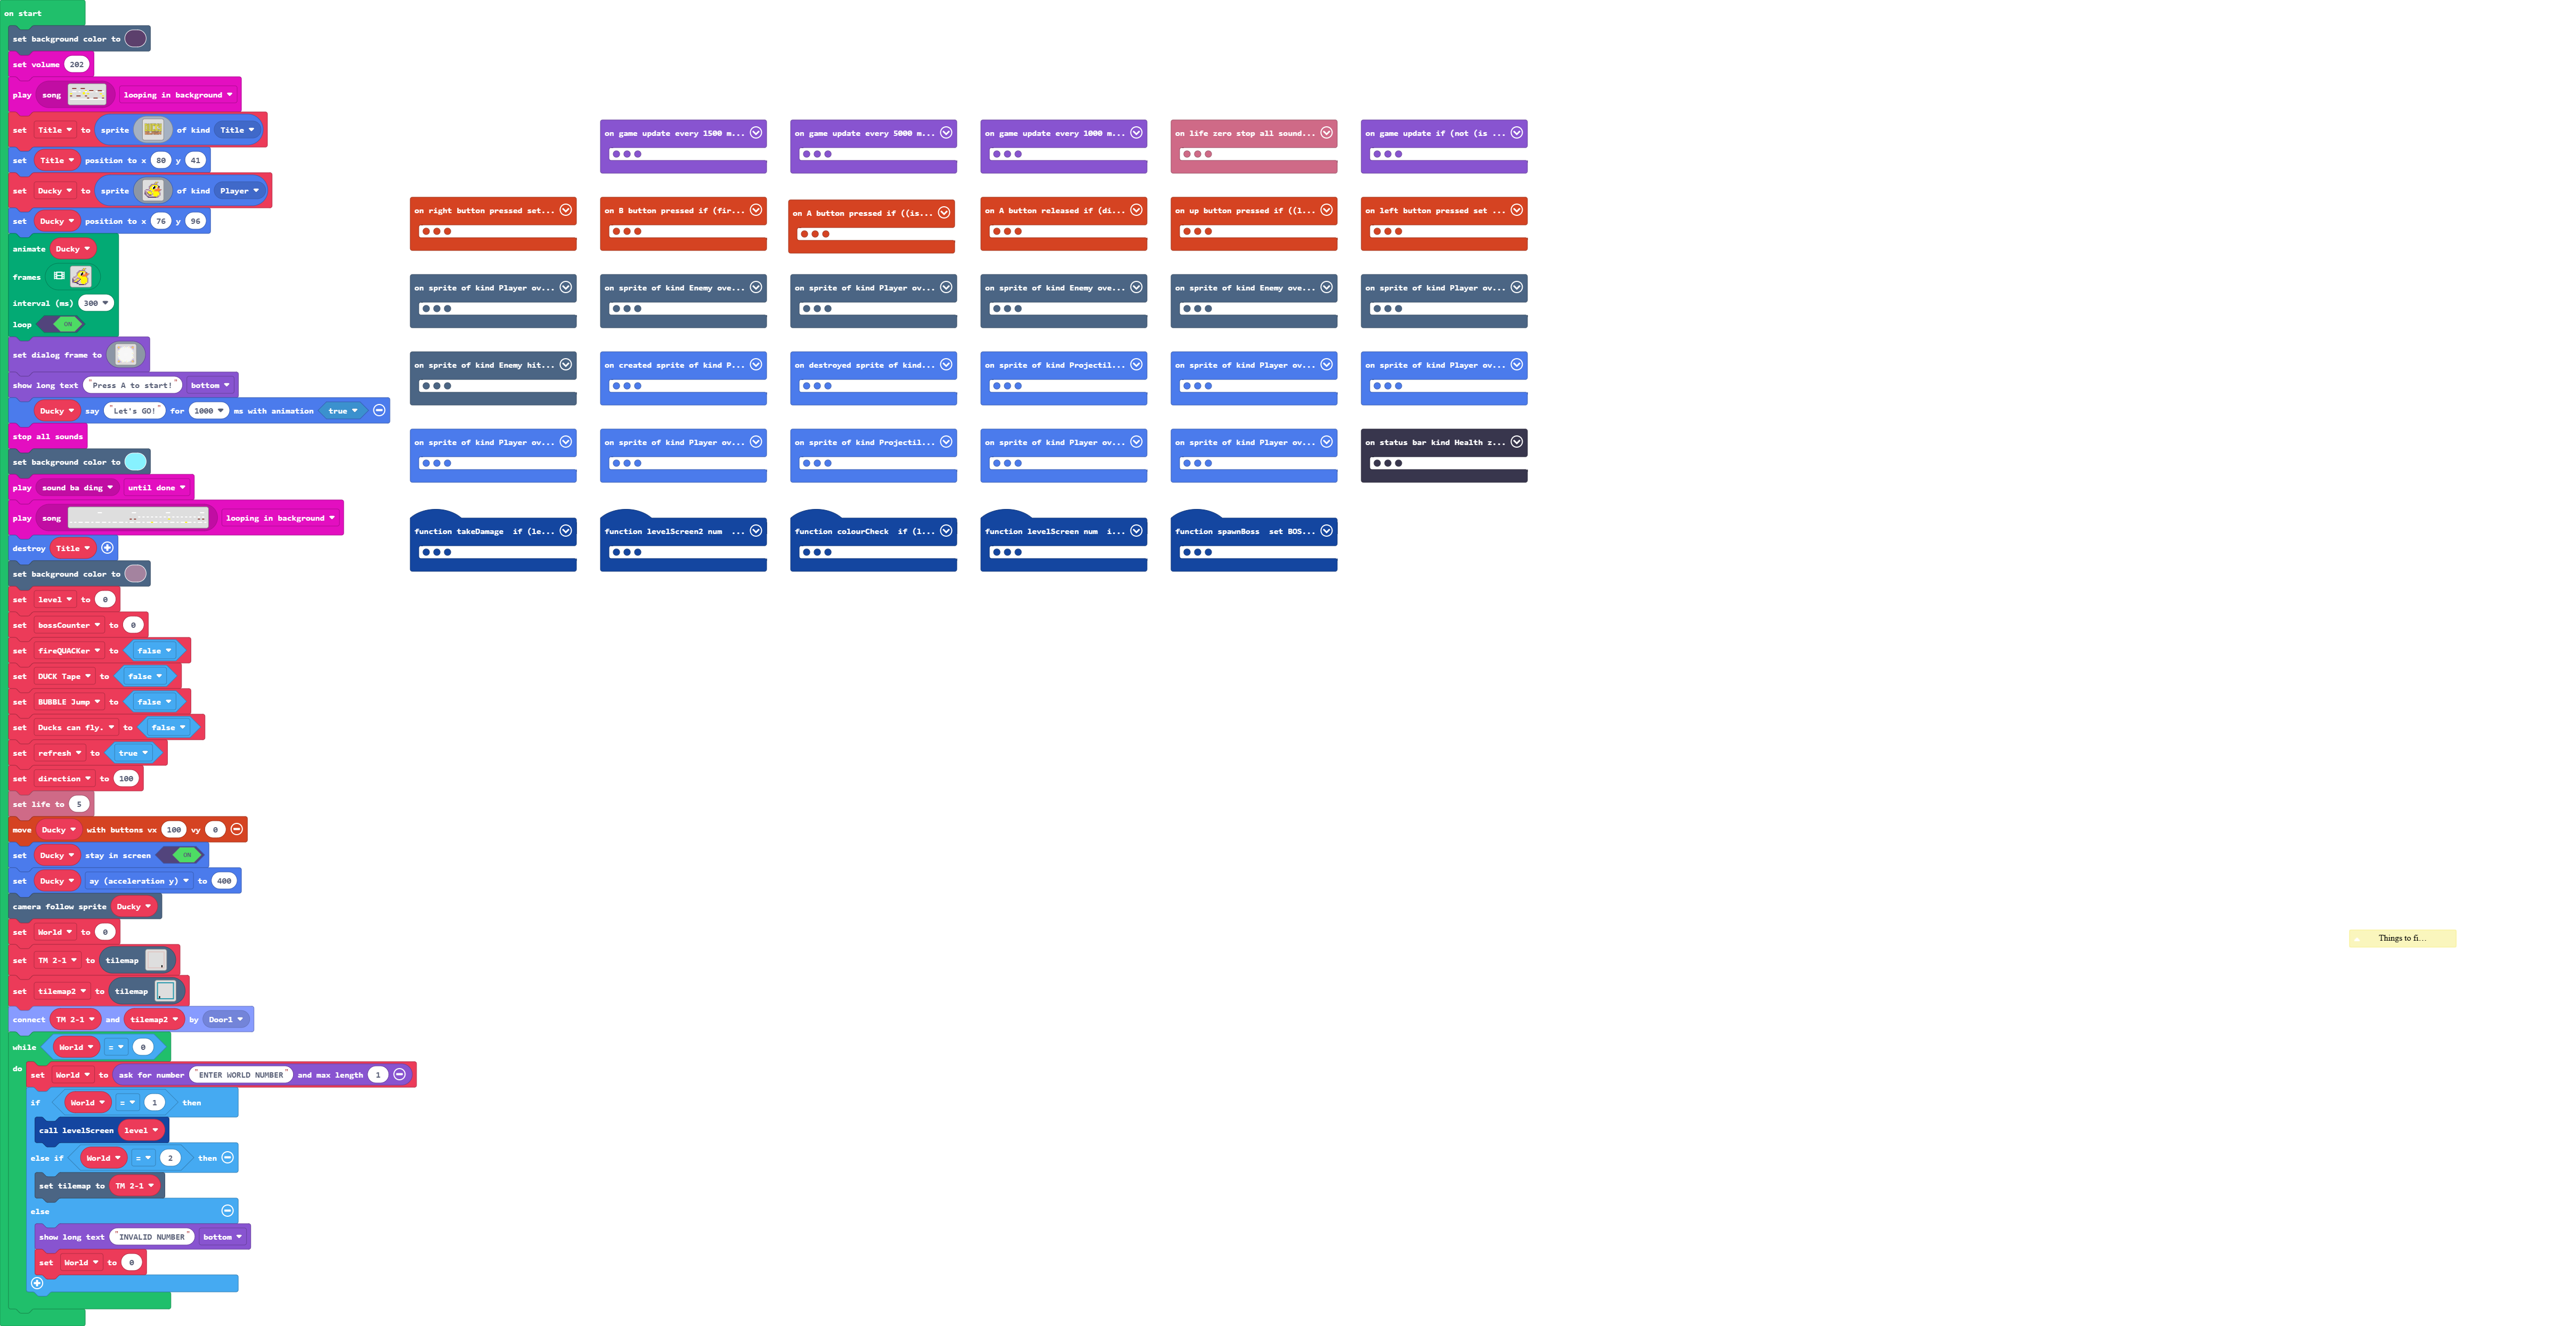 on start
set background color to
set volume 202
play song looping in background
set Title to sprite of kind Title
set Title position to x 80 y 41
set Ducky to sprite of kind Player
set Ducky position to x 76 y 96
animate Ducky
frames
interval (ms) 300
loop ON
set dialog frame to
show long text "Press A to start!" bottom
Ducky say "Let's GO!" for 1000 ms with animation true
stop all sounds
set background color to
play sound ba ding until done
play song looping in background
destroy Title
set background color to
set level to 0
set bossCounter to 0
set fireQUACKer to false
set DUCK Tape to false
set BUBBLE Jump to false
set Ducks can fly. to false
set refresh to true
set direction to 100
set life to 5
move Ducky with buttons vx 100 vy 0
set Ducky stay in screen ON
set Ducky ay (acceleration y) to 400
camera follow sprite Ducky
set World to 0
set TM 2-1 to tilemap
set tilemap2 to tilemap
connect TM 2-1 and tilemap2 by Door1
while World = 0
do set World to ask for number "ENTER WORLD NUMBER" and max length 1
if World = 1 then
call levelScreen level
else if World = 2 then
set tilemap to TM 2-1
else
show long text "INVALID NUMBER" bottom
set World to 0
on game update every 1500 m...
on game update every 5000 m...
on game update every 1000 m...
on life zero stop all sound...
on game update if (not (is ...
on right button pressed set...
on B button pressed if (fir...
on A button pressed if ((is...
on A button released if (di...
on up button pressed if ((l...
on left button pressed set ...
on sprite of kind Player ov...
on sprite of kind Enemy ove...
on sprite of kind Player ov...
on sprite of kind Enemy ove...
on sprite of kind Enemy ove...
on sprite of kind Player ov...
on sprite of kind Enemy hit...
on created sprite of kind P...
on destroyed sprite of kind...
on sprite of kind Projectil...
on sprite of kind Player ov...
on sprite of kind Player ov...
on sprite of kind Player ov...
on sprite of kind Player ov...
on sprite of kind Projectil...
on sprite of kind Player ov...
on sprite of kind Player ov...
on status bar kind Health z...
function takeDamage if (le...
function levelScreen2 num ...
function colourCheck if (l...
function levelScreen num i...
function spawnBoss set BOS...
Things to fi...